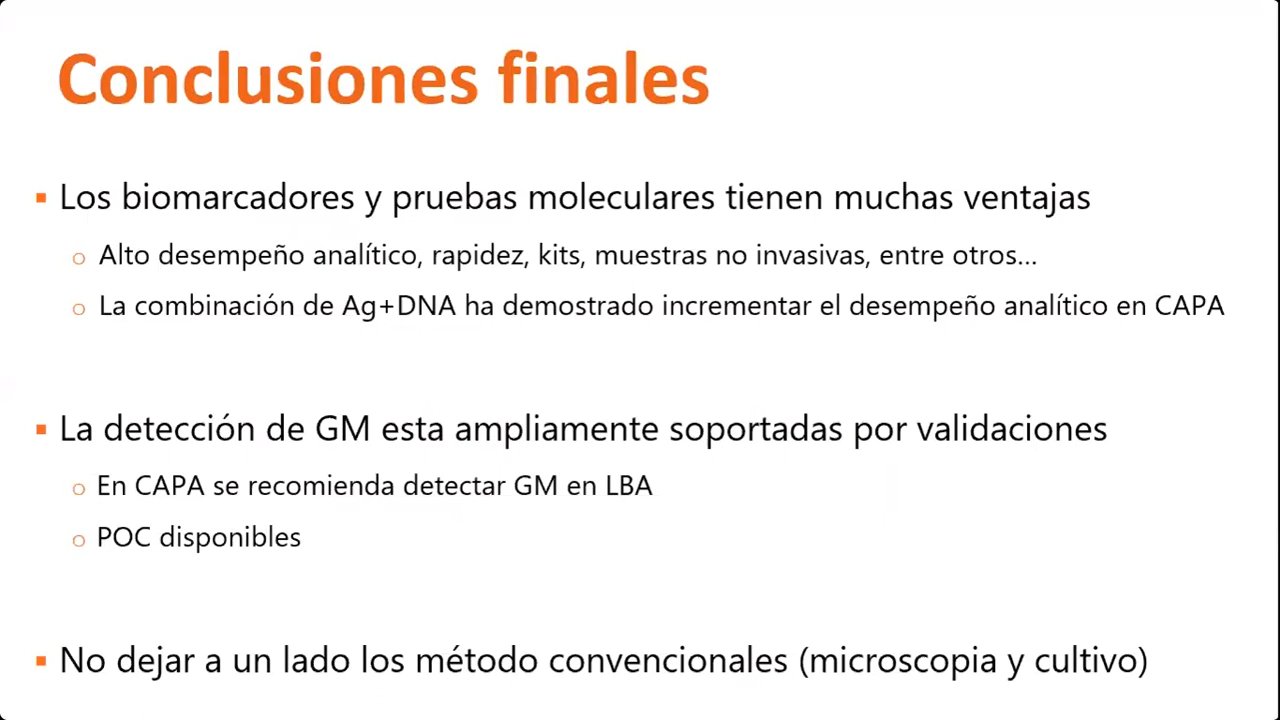 Conclusiones finales
▪ Los biomarcadores y pruebas moleculares tienen muchas ventajas
o Alto desempeño analítico, rapidez, kits, muestras no invasivas, entre otros...
o La combinación de Ag+DNA ha demostrado incrementar el desempeño analítico en CAPA
▪ La detección de GM esta ampliamente soportadas por validaciones
o En CAPA se recomienda detectar GM en LBA
o POC disponibles
▪ No dejar a un lado los método convencionales (microscopia y cultivo)